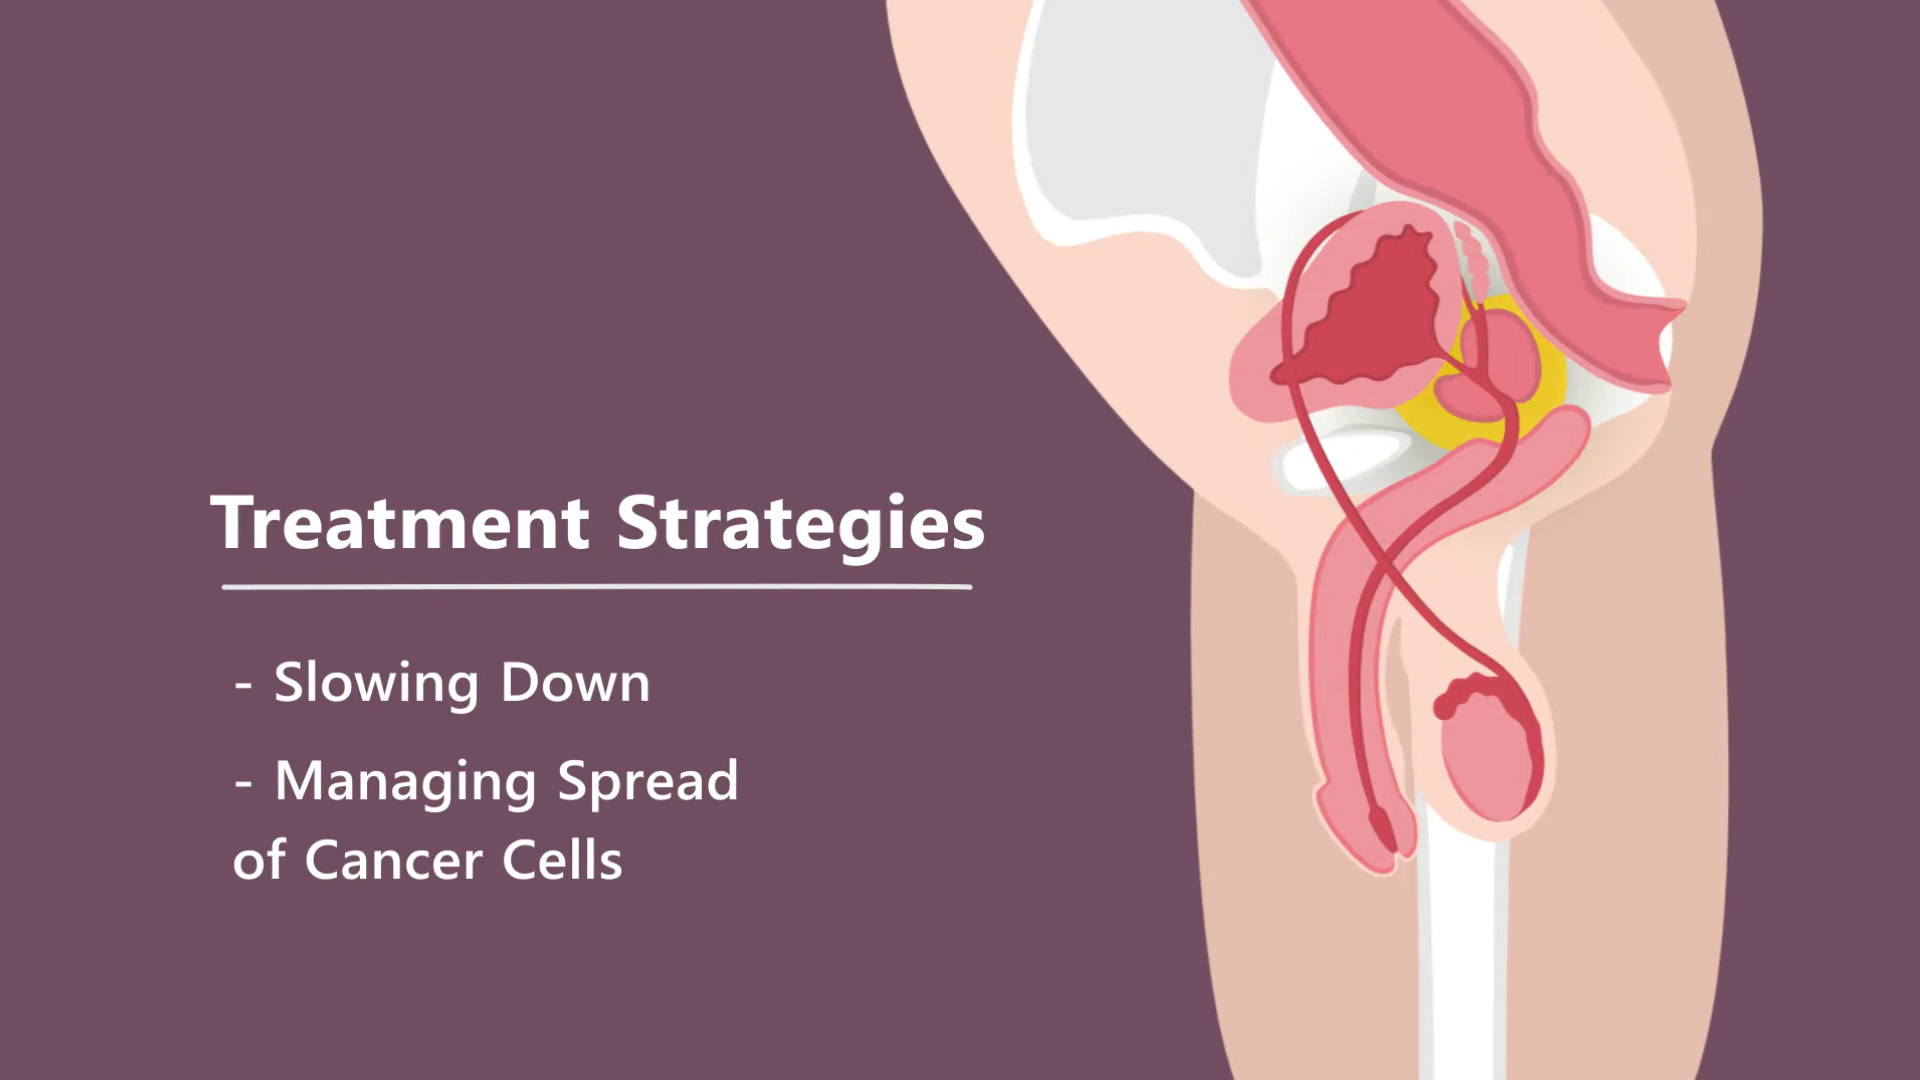 Treatment Strategies
- Slowing Down
- Managing Spread
of Cancer Cells